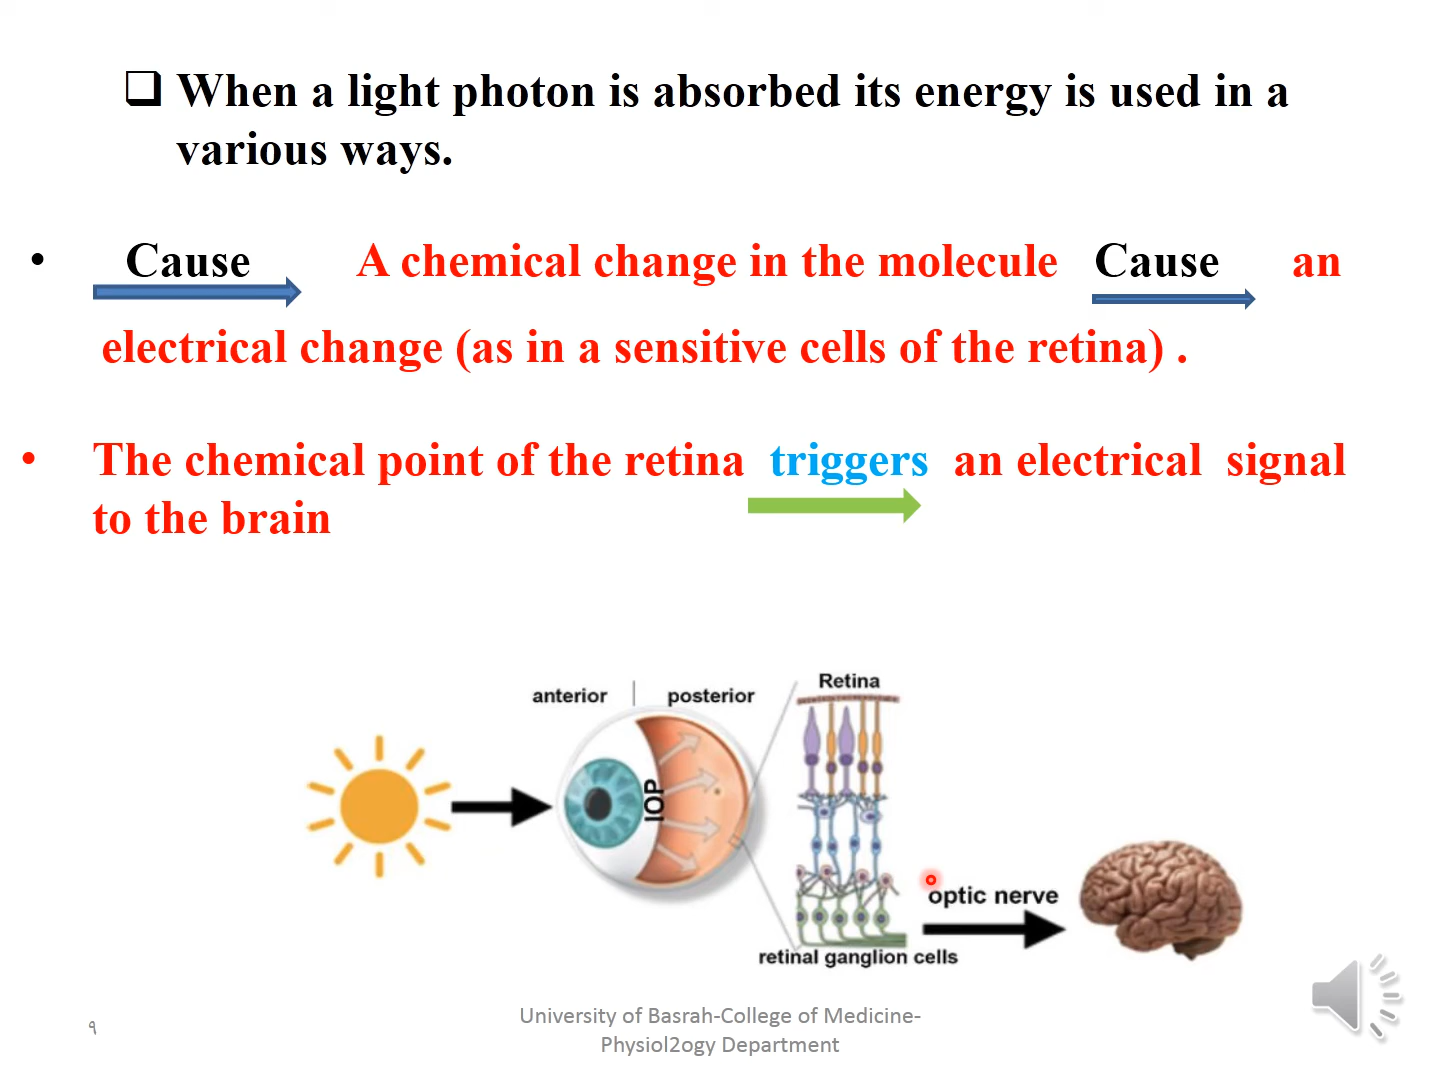 ❑ When a light photon is absorbed its energy is used in a
various ways.
• Cause A chemical change in the molecule Cause an
electrical change (as in a sensitive cells of the retina) .
• The chemical point of the retina triggers an electrical signal
to the brain
anterior | posterior
Retina
IOP
optic nerve
retinal ganglion cells
٩
University of Basrah-College of Medicine-
Physiol2ogy Department